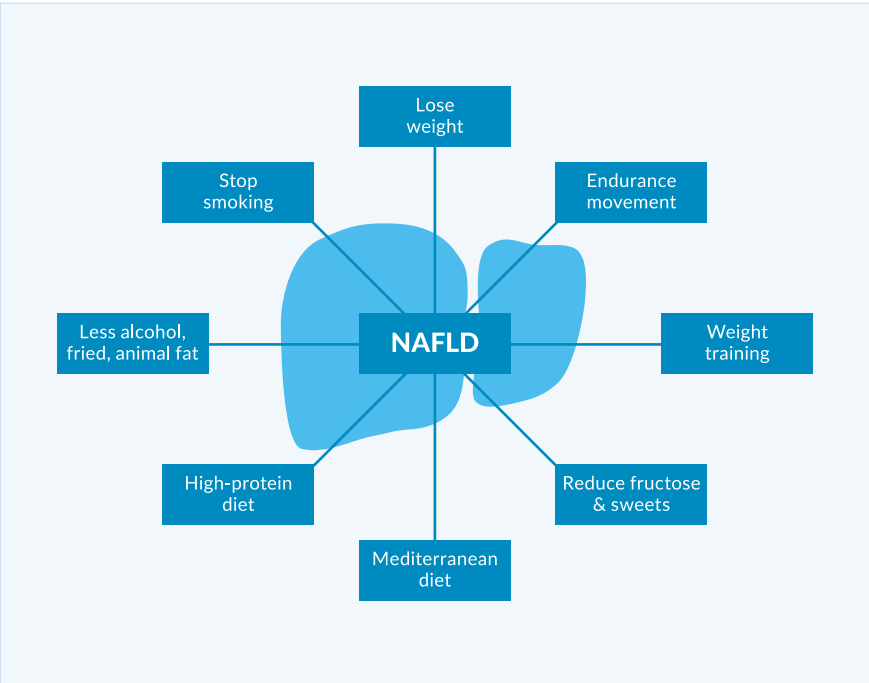 Lose
weight
Stop
smoking
Endurance
movement
Less alcohol,
fried, animal fat
NAFLD
Weight
training
High-protein
diet
Reduce fructose
& sweets
Mediterranean
diet